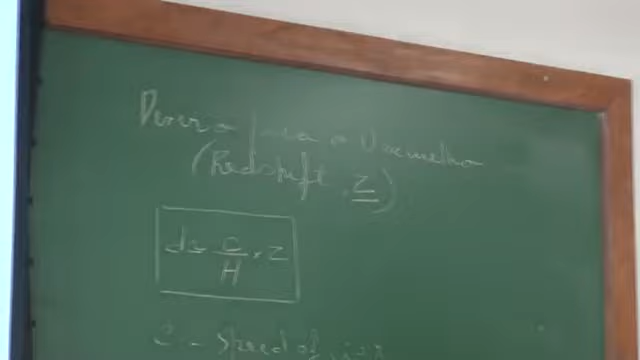 Desvio para o Vermelho
(Redshift, z)
d = c/H × z
c - Speed of light